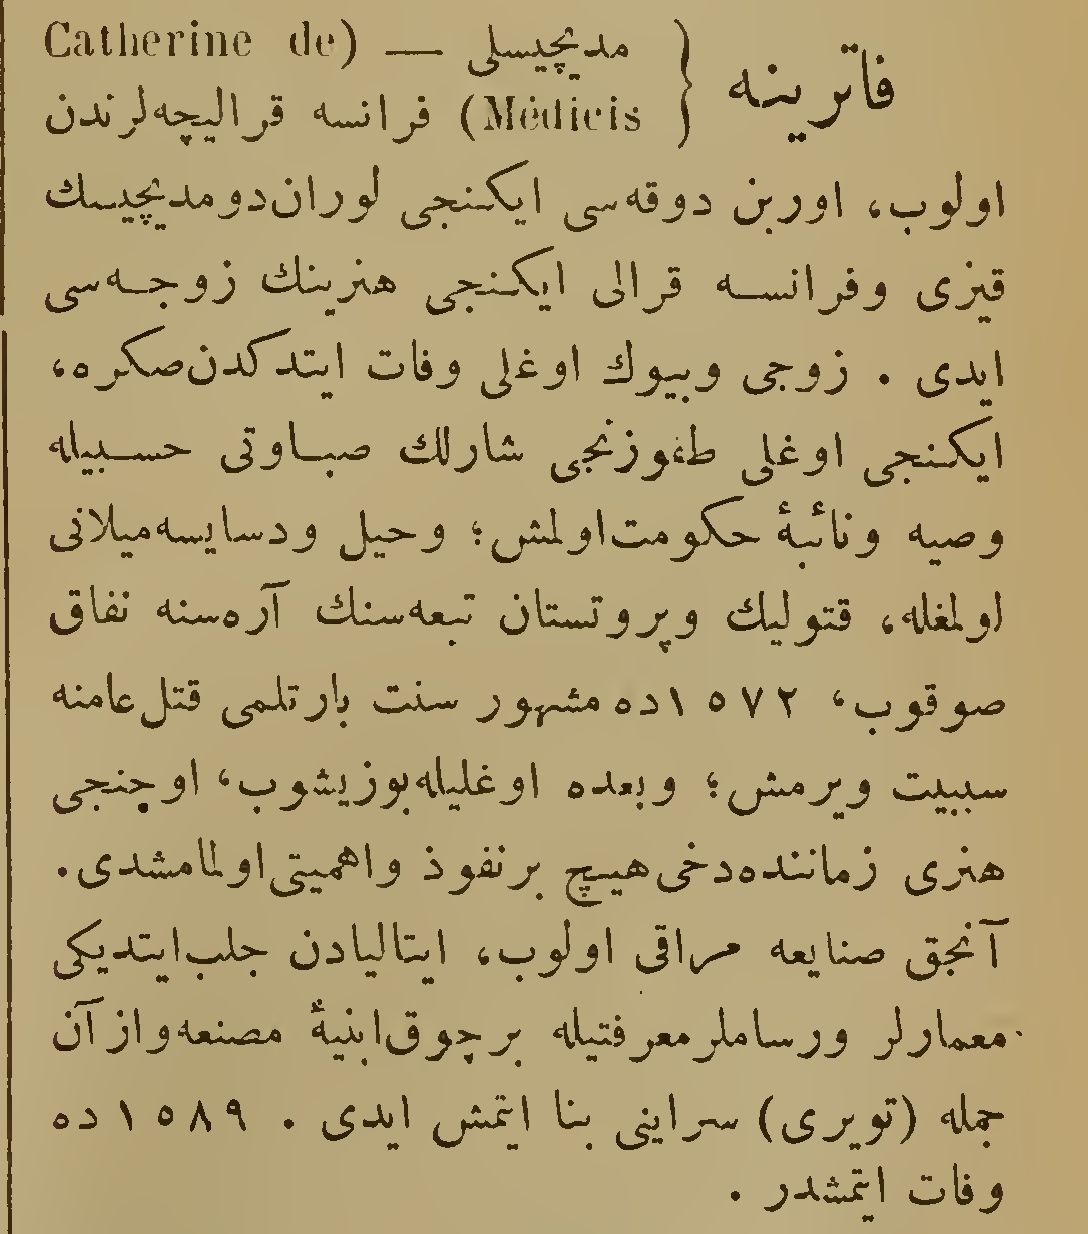 قاترینه } مدیچیسلی — (Catherine de
Médicis) فرانسه قرالیچه‌لرندن
اولوب، اوربن دوقه‌سی ایکنجی لوران‌دومدیچیسك
قیزی وفرانسه قرالی ایکنجی هنرینك زوجه‌سی
ایدی . زوجی وبیوك اوغلی وفات ایتدکدن‌صکره،
ایکنجی اوغلی طقوزنجی شارلك صباوتی حسبیله
وصیه ونائبهٔ حکومت‌اولمش؛ وحیل ودسایسه‌میلانی
اولمغله، قتولیك وپروتستان تبعه‌سنك آره‌سنه نفاق
صوقوب، ١٥٧٢ده مشهور سنت بارتلمی قتل‌عامنه
سببیت ویرمش؛ وبعده اوغلیله‌بوزیشوب، اوچنجی
هنری زماننده‌دخی هیچ برنفوذ واهمیتی‌اولمامشدی.
آنجق صنایعه مراقی اولوب، ایتالیادن جلب‌ایتدیکی
معمارلر ورساملرمعرفتیله برچوق‌ابنیهٔ مصنعه‌وازآن
جمله (تویری) سراینی بنا ایتمش ایدی . ١٥٨٩ ده
وفات ایتمشدر .